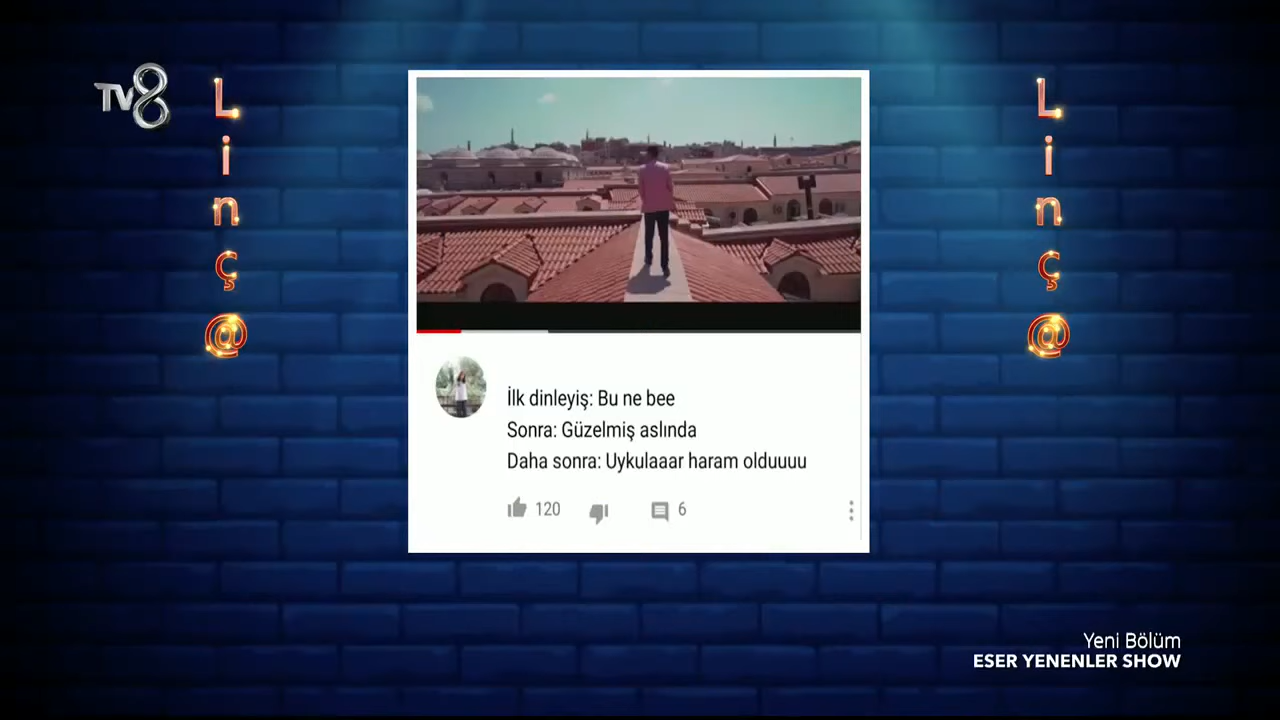 TV8
Linç@
Linç@
İlk dinleyiş: Bu ne bee
Sonra: Güzelmiş aslında
Daha sonra: Uykulaaar haram olduuuu
120
6
Yeni Bölüm
ESER YENENLER SHOW